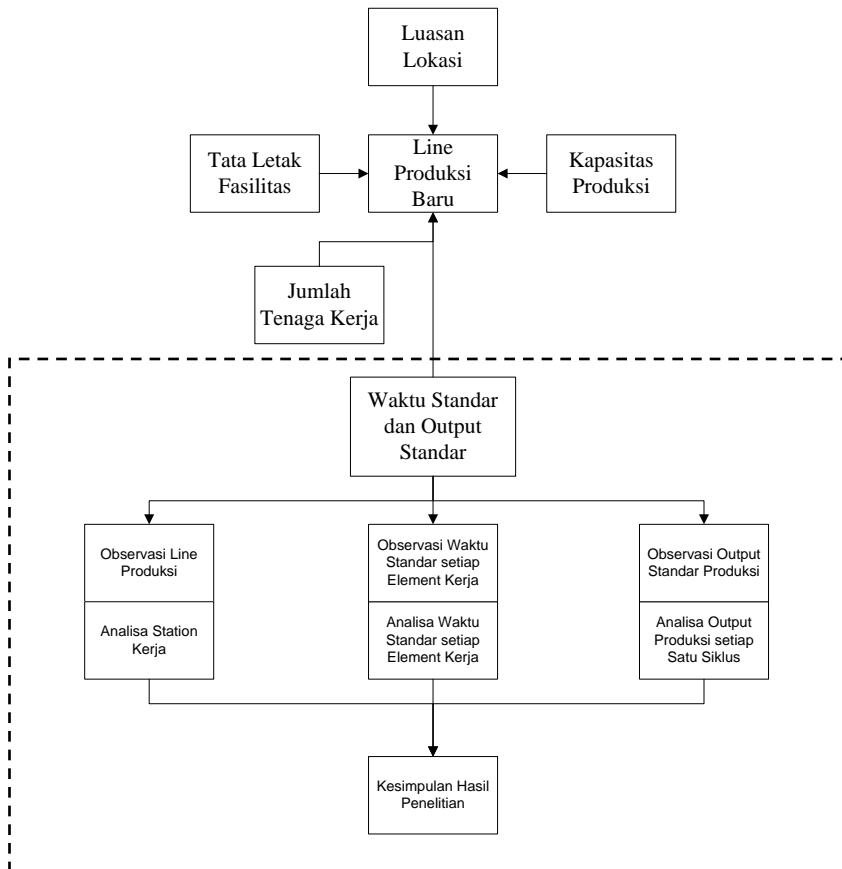 Luasan
Lokasi
Tata Letak
Fasilitas
Line
Produksi
Baru
Kapasitas
Produksi
Jumlah
Tenaga Kerja
Waktu Standar
dan Output
Standar
Observasi Line
Produksi
Observasi Waktu
Standar setiap
Element Kerja
Observasi Output
Standar Produksi
Analisa Station
Kerja
Analisa Waktu
Standar setiap
Element Kerja
Analisa Output
Produksi setiap
Satu Siklus
Kesimpulan Hasil
Penelitian